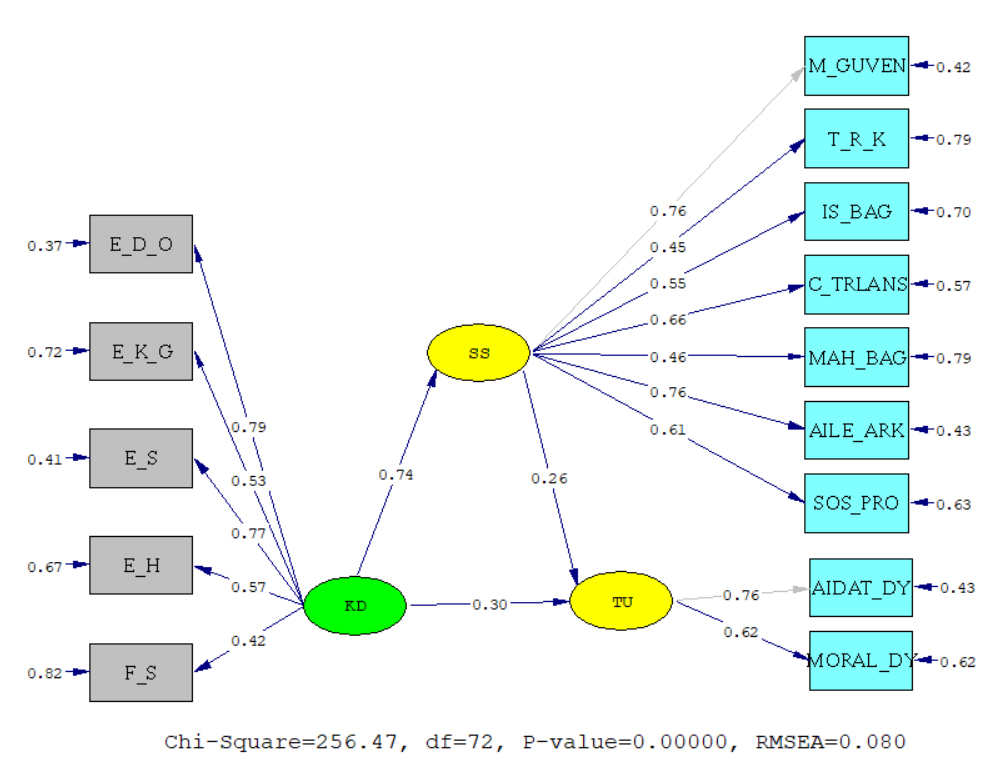 M_GUVEN
0.42
T_R_K
0.79
0.76
IS_BAG
0.70
0.37
E_D_O
0.45
0.55
C_TRLANS
0.57
0.66
0.72
E_K_G
SS
0.46
MAH_BAG
0.79
0.76
0.79
0.61
AILE_ARK
0.43
0.41
E_S
0.53
0.74
0.26
SOS_PRO
0.63
0.77
0.67
E_H
0.57
KD
0.30
TU
0.76
AIDAT_DY
0.43
0.42
0.62
0.82
F_S
MORAL_DY
0.62
Chi-Square=256.47, df=72, P-value=0.00000, RMSEA=0.080